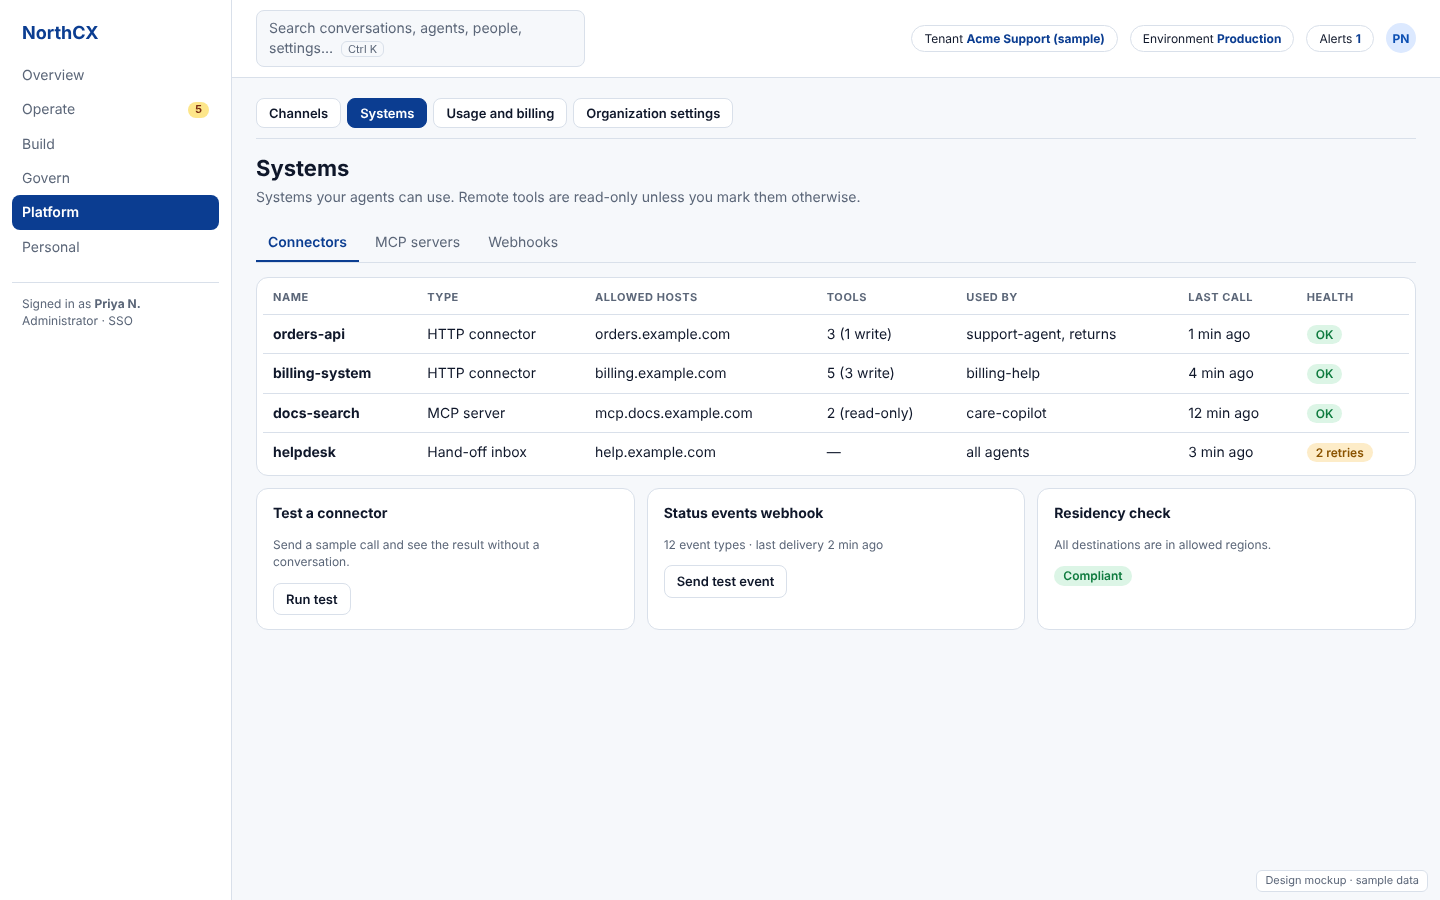 NorthCX
Overview
Operate 5
Build
Govern
Platform
Personal
Signed in as Priya N.
Administrator · SSO
Search conversations, agents, people,
settings... Ctrl K
Tenant Acme Support (sample) Environment Production Alerts 1 PN
Channels Systems Usage and billing Organization settings
Systems
Systems your agents can use. Remote tools are read-only unless you mark them otherwise.
Connectors MCP servers Webhooks
NAME TYPE ALLOWED HOSTS TOOLS USED BY LAST CALL HEALTH
orders-api HTTP connector orders.example.com 3 (1 write) support-agent, returns 1 min ago OK
billing-system HTTP connector billing.example.com 5 (3 write) billing-help 4 min ago OK
docs-search MCP server mcp.docs.example.com 2 (read-only) care-copilot 12 min ago OK
helpdesk Hand-off inbox help.example.com — all agents 3 min ago 2 retries
Test a connector
Send a sample call and see the result without a
conversation.
Run test
Status events webhook
12 event types · last delivery 2 min ago
Send test event
Residency check
All destinations are in allowed regions.
Compliant
Design mockup · sample data